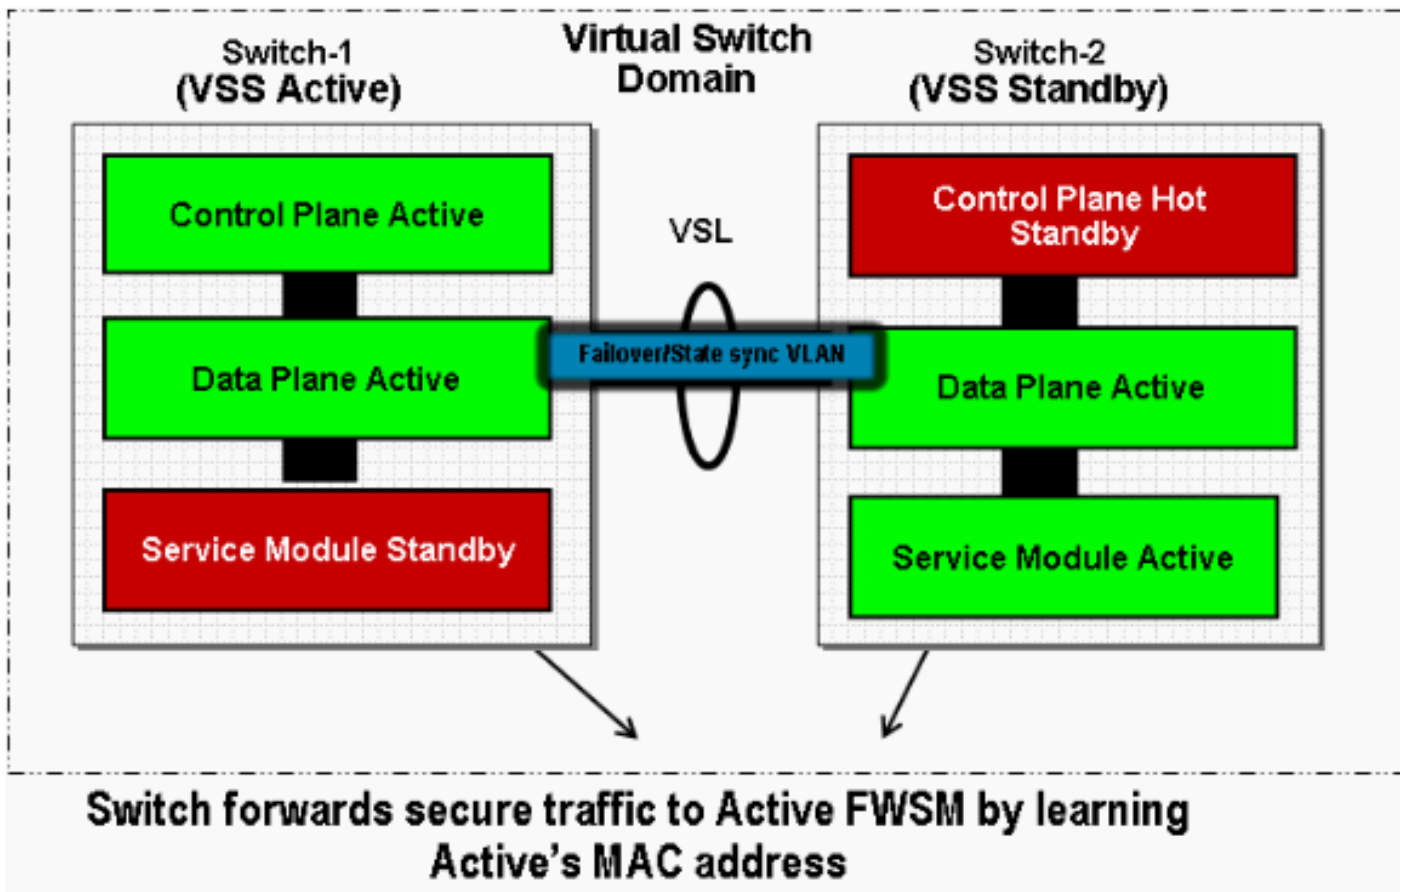 Switch-1
(VSS Active)
Virtual Switch
Domain
Switch-2
(VSS Standby)
Control Plane Active
Data Plane Active
Service Module Standby
VSL
Failover/State sync VLAN
Control Plane Hot
Standby
Data Plane Active
Service Module Active
Switch forwards secure traffic to Active FWSM by learning
Active's MAC address